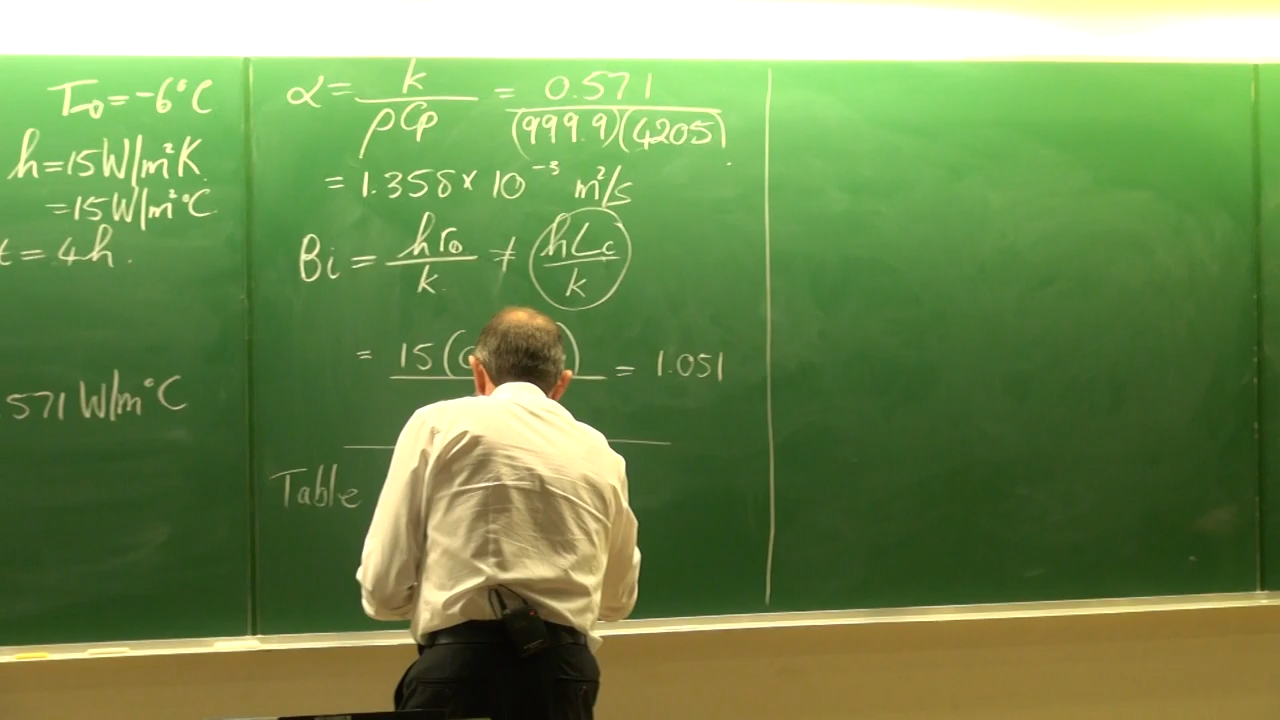 T∞ = -6°C
h = 15 W/m²K
= 15 W/m²°C
t = 4h.
.571 W/m°C
α = k/ρCp = 0.571/(999.9)(4205)
= 1.358 × 10⁻³ m²/s
Bi = hr₀/k ≠ hLc/k
= 15( ) = 1.051
Table